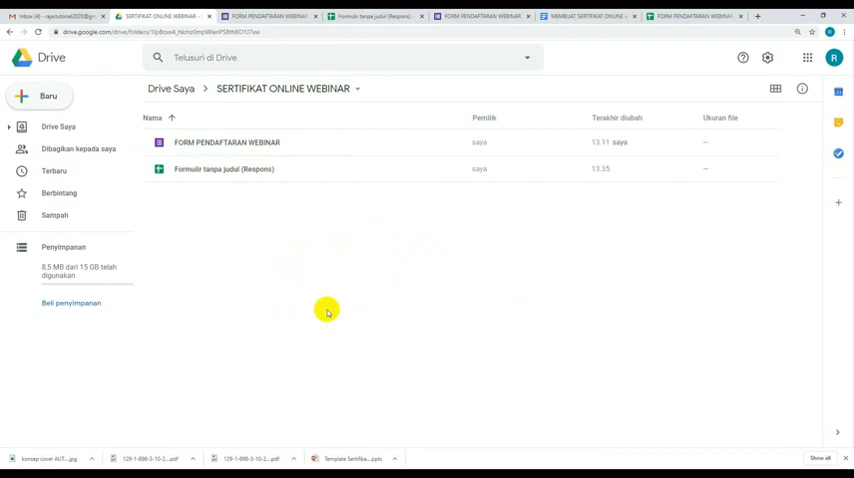 Inbox (4) - raja.tutorial2020@gm
SERTIFIKAT ONLINE WEBINAR -
FORM PENDAFTARAN WEBINAR
Formulir tanpa judul (Respons) -
FORM PENDAFTARAN WEBINAR
MEMBUAT SERTIFIKAT ONLINE
FORM PENDAFTARAN WEBINAR
Drive
Telusuri di Drive
R
Baru
Drive Saya
SERTIFIKAT ONLINE WEBINAR
Nama
Pemilik
Terakhir diubah
Ukuran file
Drive Saya
FORM PENDAFTARAN WEBINAR
saya
13.11 saya
—
Dibagikan kepada saya
Formulir tanpa judul (Respons)
saya
13.35
—
Terbaru
Berbintang
Sampah
Penyimpanan
8,5 MB dari 15 GB telah
digunakan
Beli penyimpanan
konsep cover AUT....jpg
129-1-898-3-10-2....pdf
129-1-898-3-10-2....pdf
Template Sertifika....pptx
Show all